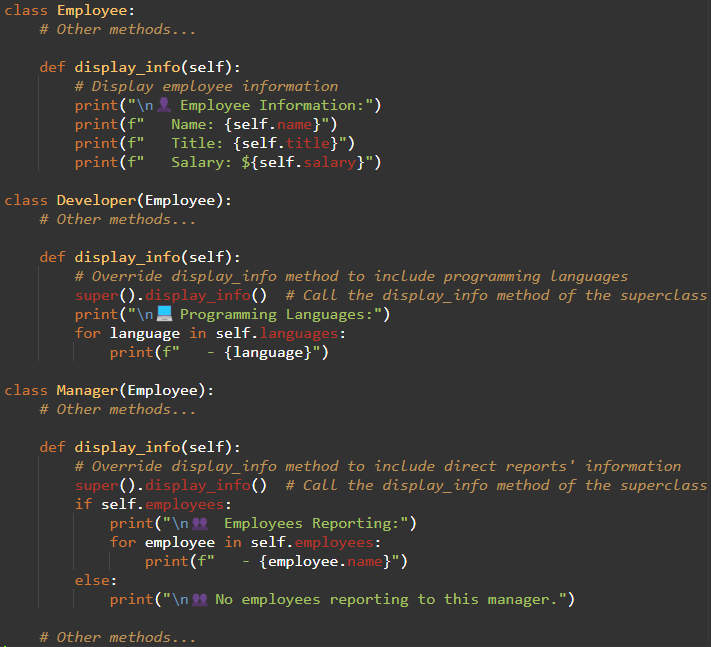 class Employee:
    # Other methods...

    def display_info(self):
        # Display employee information
        print("\n👤 Employee Information:")
        print(f"   Name: {self.name}")
        print(f"   Title: {self.title}")
        print(f"   Salary: ${self.salary}")

class Developer(Employee):
    # Other methods...

    def display_info(self):
        # Override display_info method to include programming languages
        super().display_info()  # Call the display_info method of the superclass
        print("\n💻 Programming Languages:")
        for language in self.languages:
            print(f"   - {language}")

class Manager(Employee):
    # Other methods...

    def display_info(self):
        # Override display_info method to include direct reports' information
        super().display_info()  # Call the display_info method of the superclass
        if self.employees:
            print("\n👥  Employees Reporting:")
            for employee in self.employees:
                print(f"   - {employee.name}")
        else:
            print("\n👥 No employees reporting to this manager.")

    # Other methods...